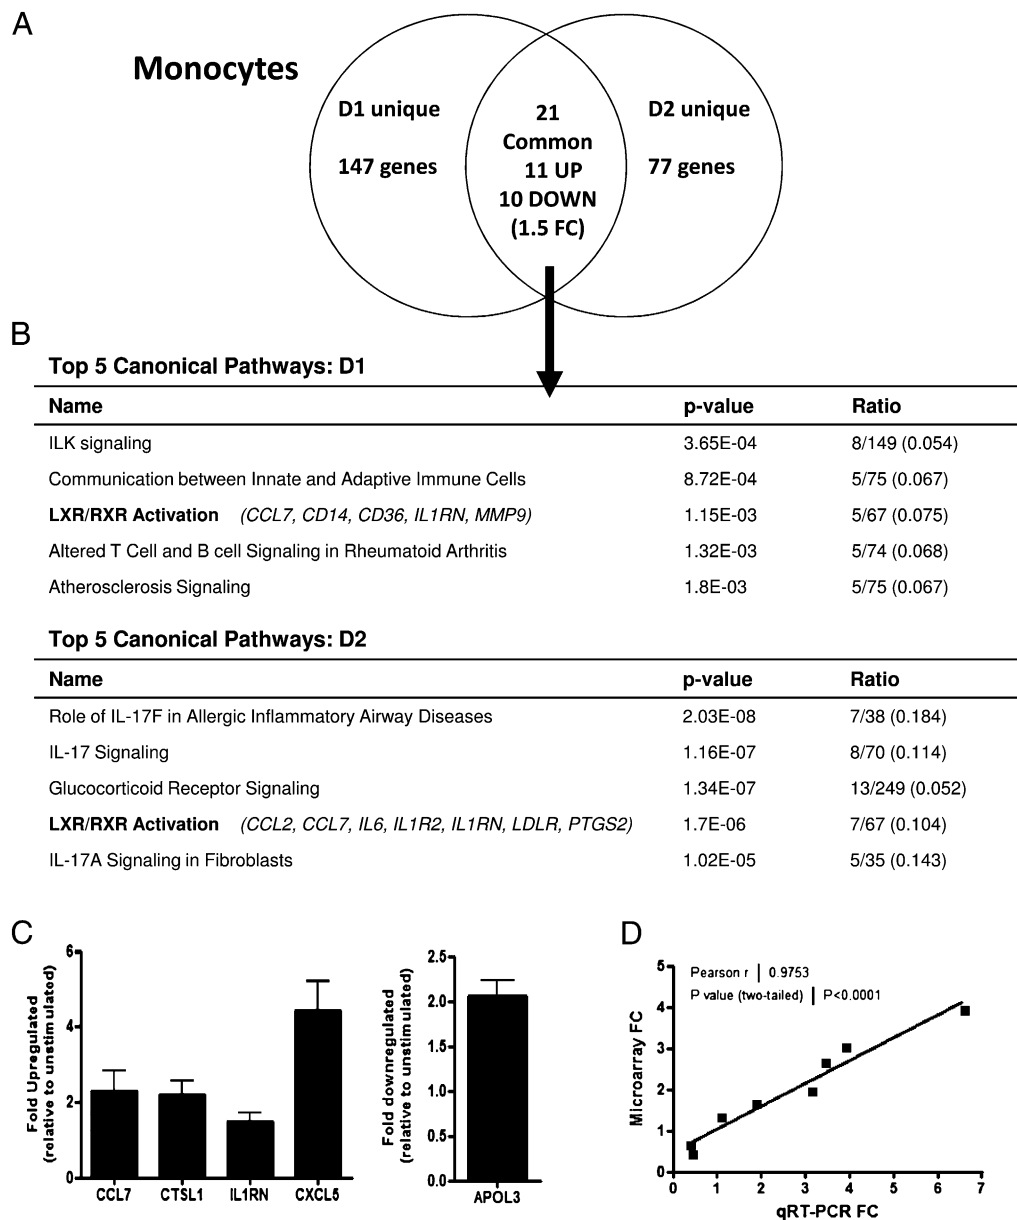 A
Monocytes
D1 unique
147 genes
21
Common
11 UP
10 DOWN
(1.5 FC)
D2 unique
77 genes
B
Top 5 Canonical Pathways: D1
Name p-value Ratio
ILK signaling 3.65E-04 8/149 (0.054)
Communication between Innate and Adaptive Immune Cells 8.72E-04 5/75 (0.067)
LXR/RXR Activation (CCL7, CD14, CD36, IL1RN, MMP9) 1.15E-03 5/67 (0.075)
Altered T Cell and B cell Signaling in Rheumatoid Arthritis 1.32E-03 5/74 (0.068)
Atherosclerosis Signaling 1.8E-03 5/75 (0.067)
Top 5 Canonical Pathways: D2
Name p-value Ratio
Role of IL-17F in Allergic Inflammatory Airway Diseases 2.03E-08 7/38 (0.184)
IL-17 Signaling 1.16E-07 8/70 (0.114)
Glucocorticoid Receptor Signaling 1.34E-07 13/249 (0.052)
LXR/RXR Activation (CCL2, CCL7, IL6, IL1R2, IL1RN, LDLR, PTGS2) 1.7E-06 7/67 (0.104)
IL-17A Signaling in Fibroblasts 1.02E-05 5/35 (0.143)
C
Fold Upregulated
(relative to unstimulated)
6
4
2
0
CCL7 CTSL1 IL1RN CXCL5
Fold downregulated
(relative to unstimulated)
2.5
2.0
1.5
1.0
0.5
0.0
APOL3
D
Pearson r | 0.9753
P value (two-tailed) | P<0.0001
Microarray FC
5
4
3
2
1
0
0 1 2 3 4 5 6 7
qRT-PCR FC